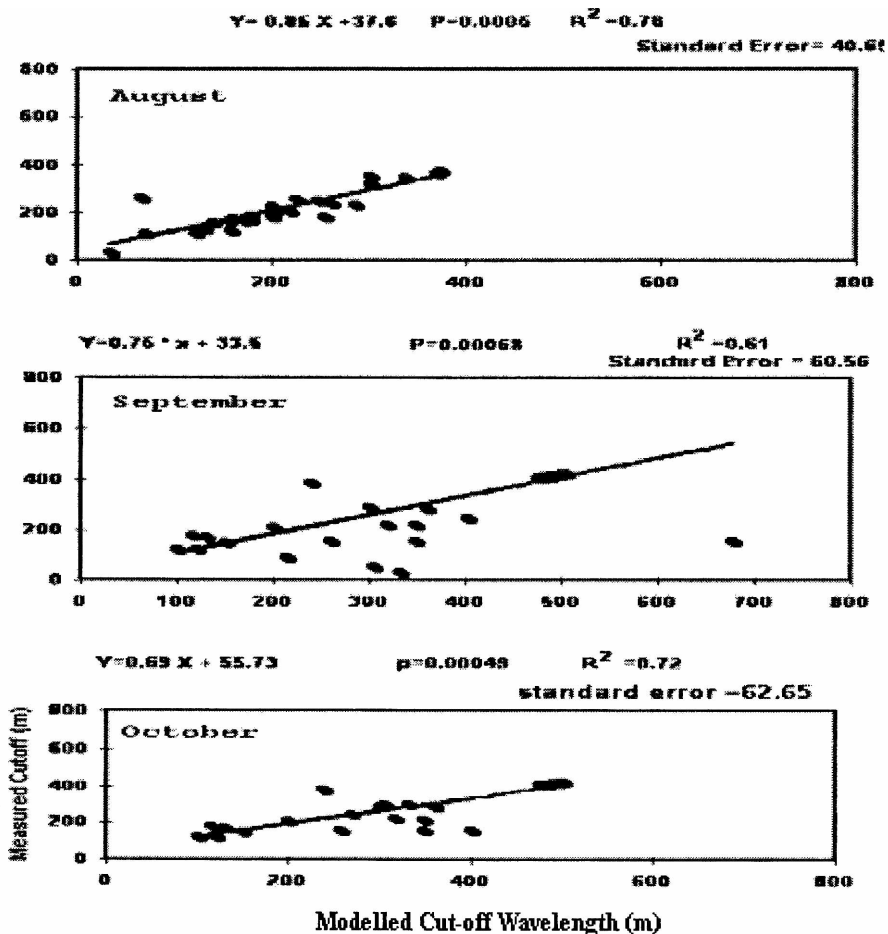 Y= 0.86 X +37.6 P=0.0006 R2 =0.78
Standard Error= 40.65
800
600
400
200
0
August
0 200 400 600 800
Y=0.75 * x + 33.6 P=0.00068 R2 =0.61
Standard Error = 60.56
800
600
400
200
0
September
0 100 200 300 400 500 600 700 800
Y=0.69 X + 55.73 p=0.00049 R2 =0.72
standard error =62.65
Measured Cutoff (m)
800
600
400
200
0
October
0 200 400 600 800
Modelled Cut-off Wavelength (m)